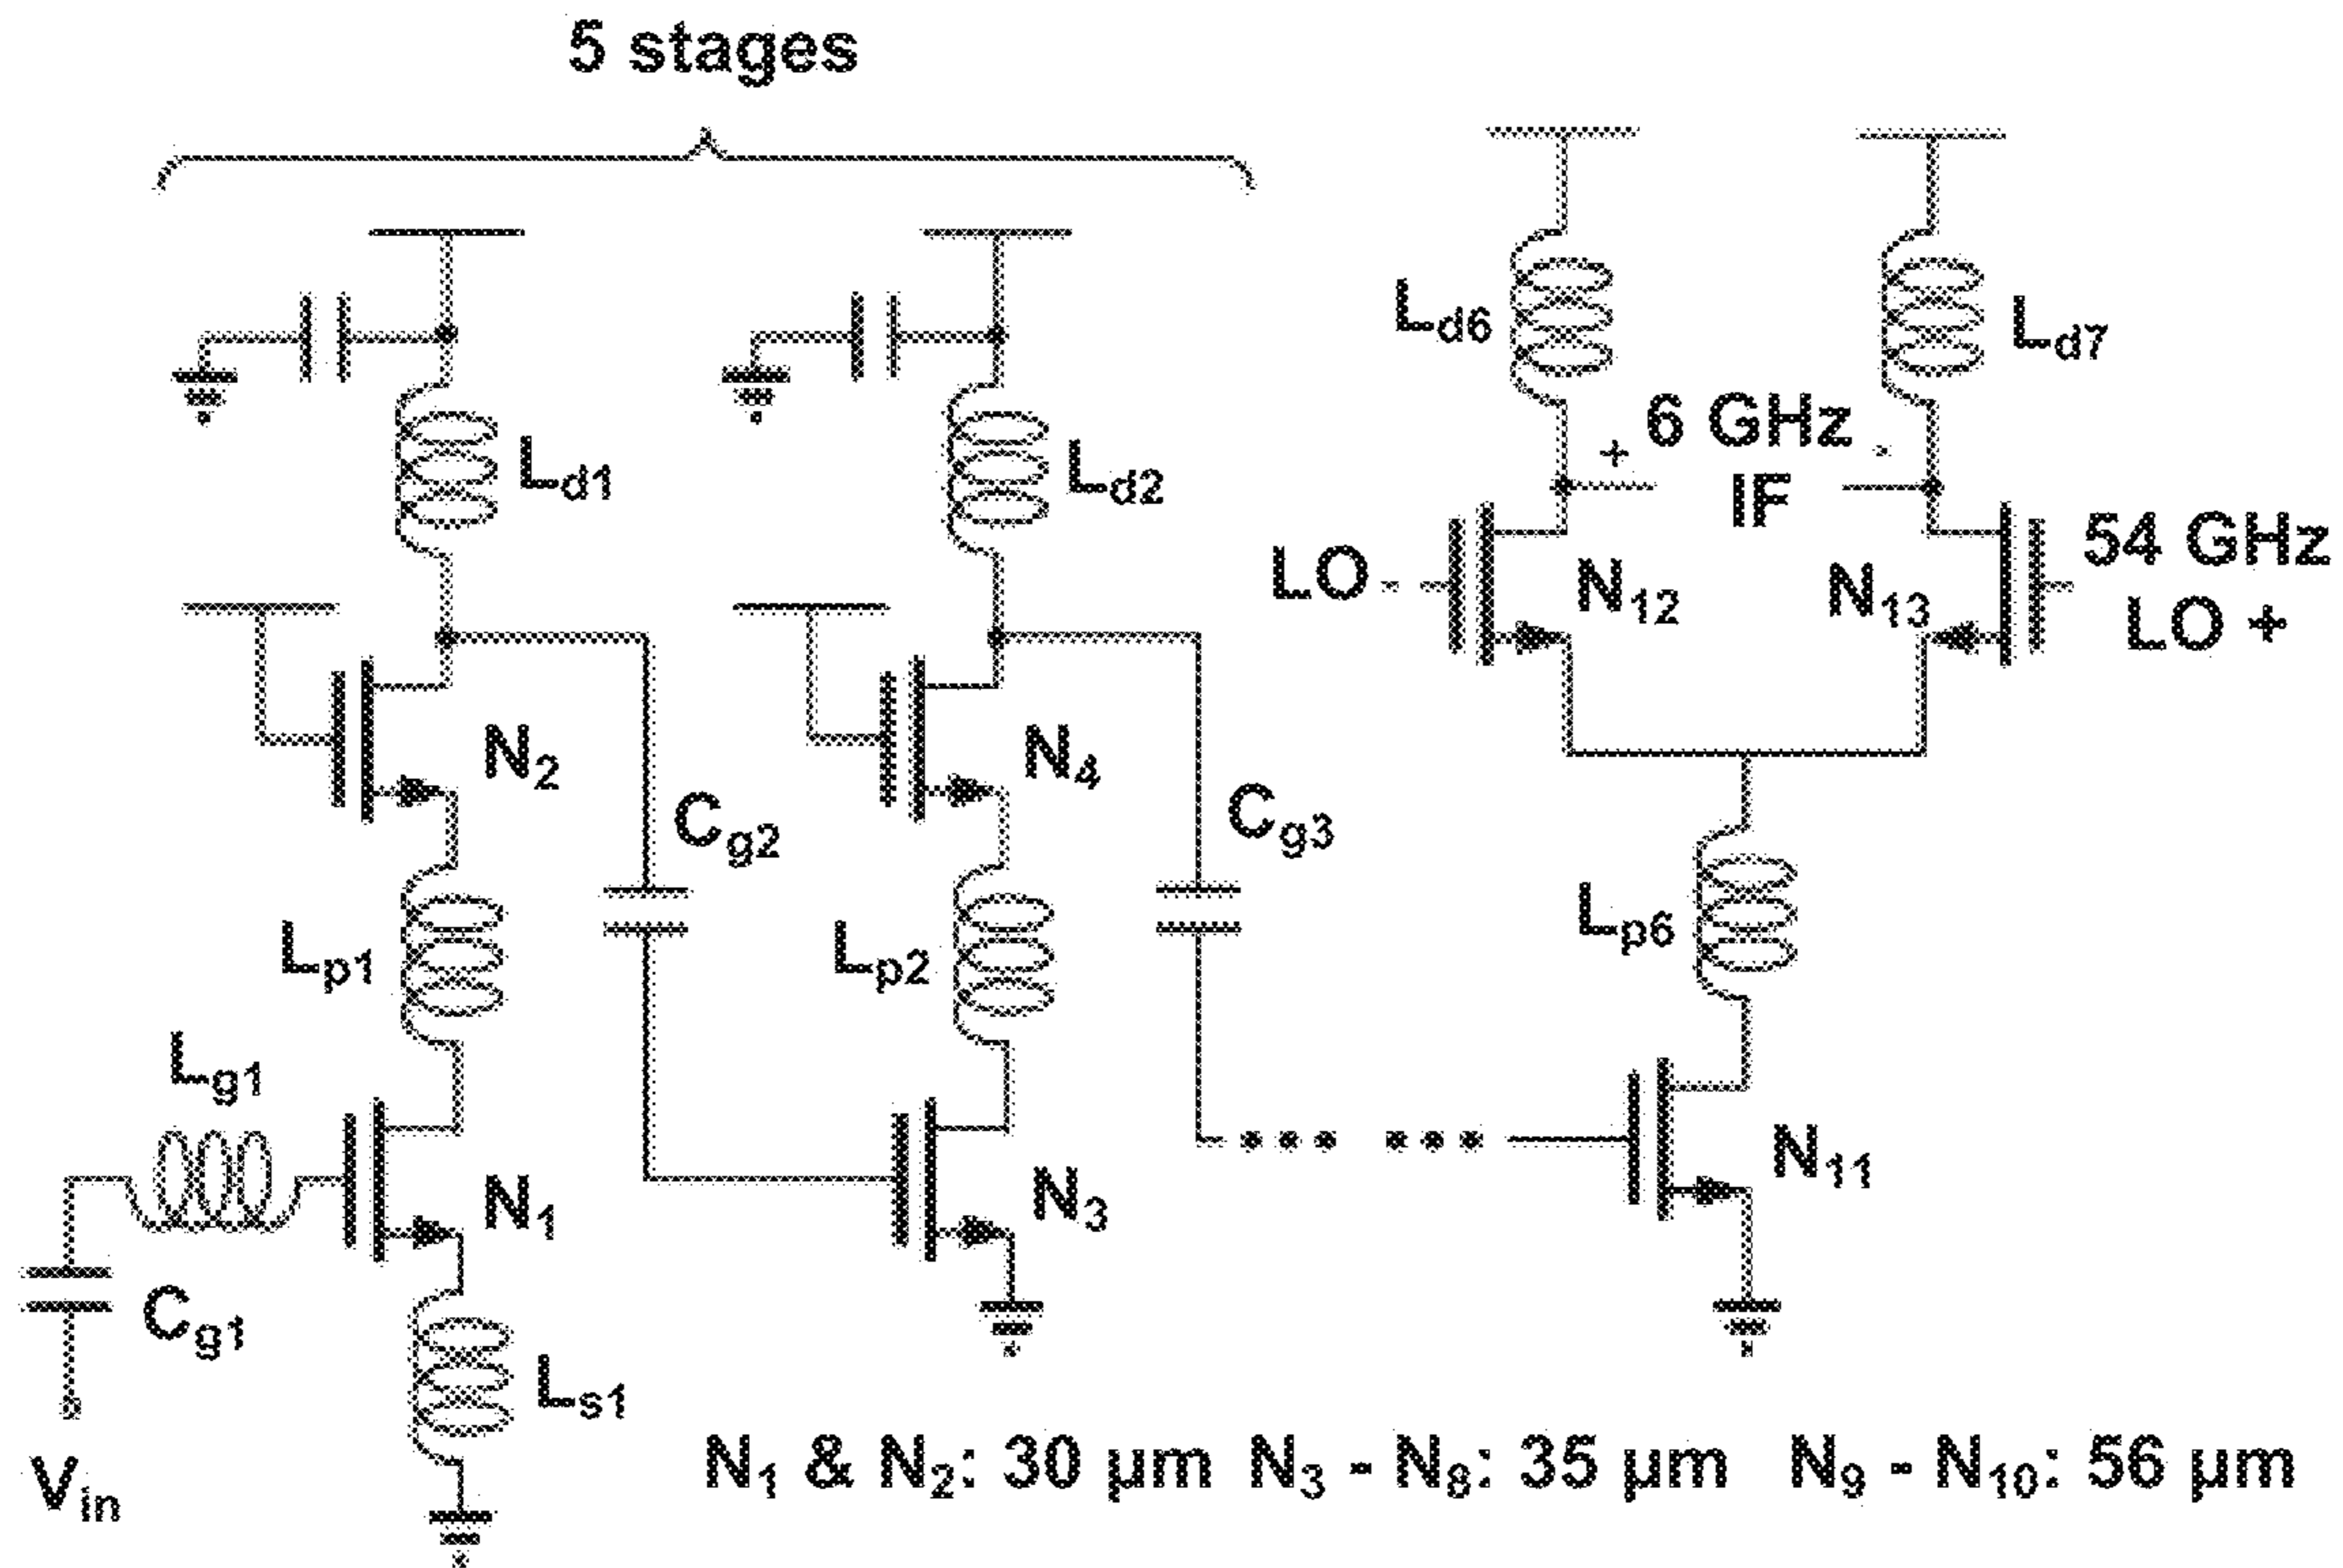 5 stages
Ld1
Ld2
Ld6
Ld7
+ 6 GHz -
IF
LO -
54 GHz
LO +
N12
N13
N2
N4
Cg2
Cg3
Lp1
Lp2
Lp6
Lg1
N1
N3
N11
Cg1
Ls1
Vin
N1 & N2: 30 µm N3 - N8: 35 µm N9 - N10: 56 µm